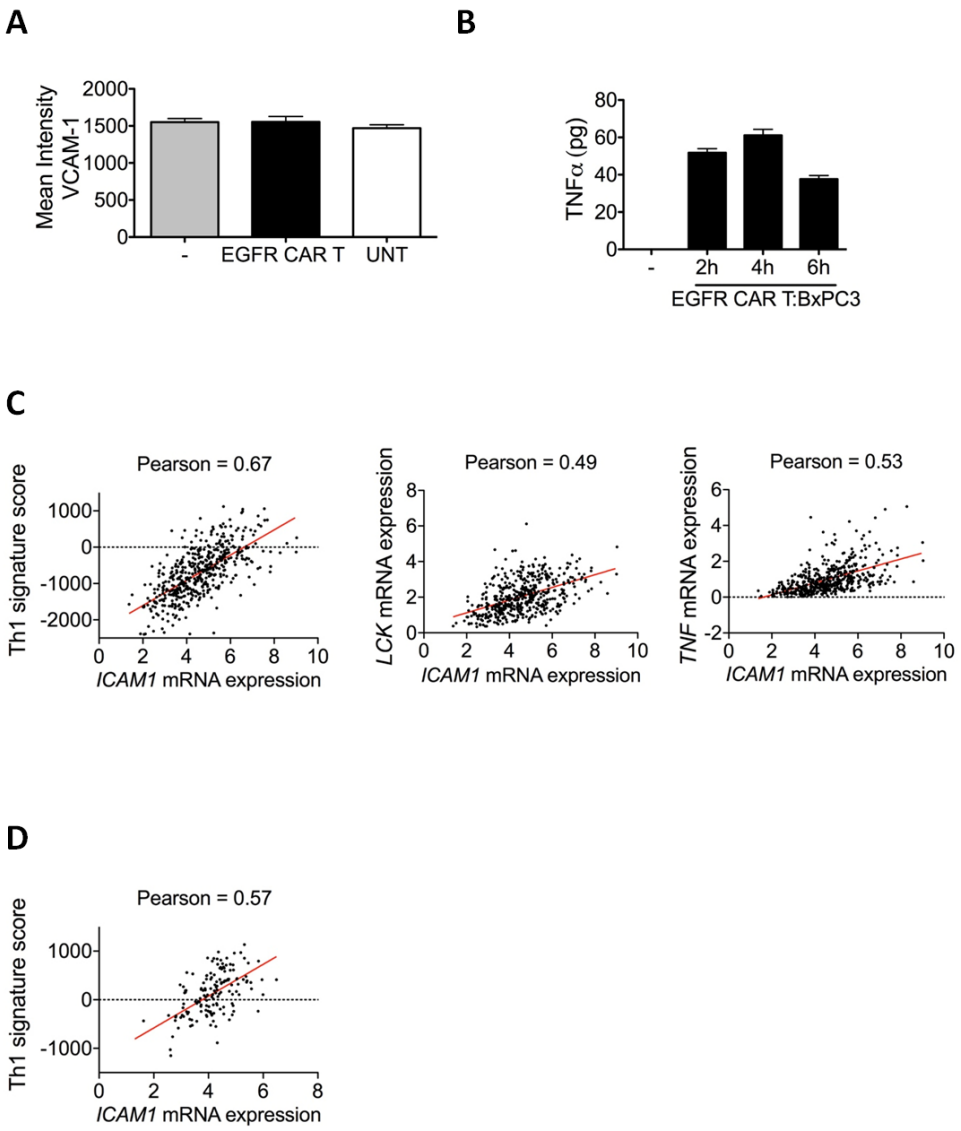 A
Mean Intensity
VCAM-1
2000
1500
1000
500
0
-
EGFR CAR T
UNT
B
TNFα (pg)
80
60
40
20
0
-
2h
4h
6h
EGFR CAR T:BxPC3
C
Pearson = 0.67
Th1 signature score
1000
0
-1000
-2000
0 2 4 6 8 10
ICAM1 mRNA expression
Pearson = 0.49
LCK mRNA expression
8
6
4
2
0
0 2 4 6 8 10
ICAM1 mRNA expression
Pearson = 0.53
TNF mRNA expression
6
4
2
0
-2
0 2 4 6 8 10
ICAM1 mRNA expression
D
Pearson = 0.57
Th1 signature score
1000
0
-1000
0 2 4 6 8
ICAM1 mRNA expression